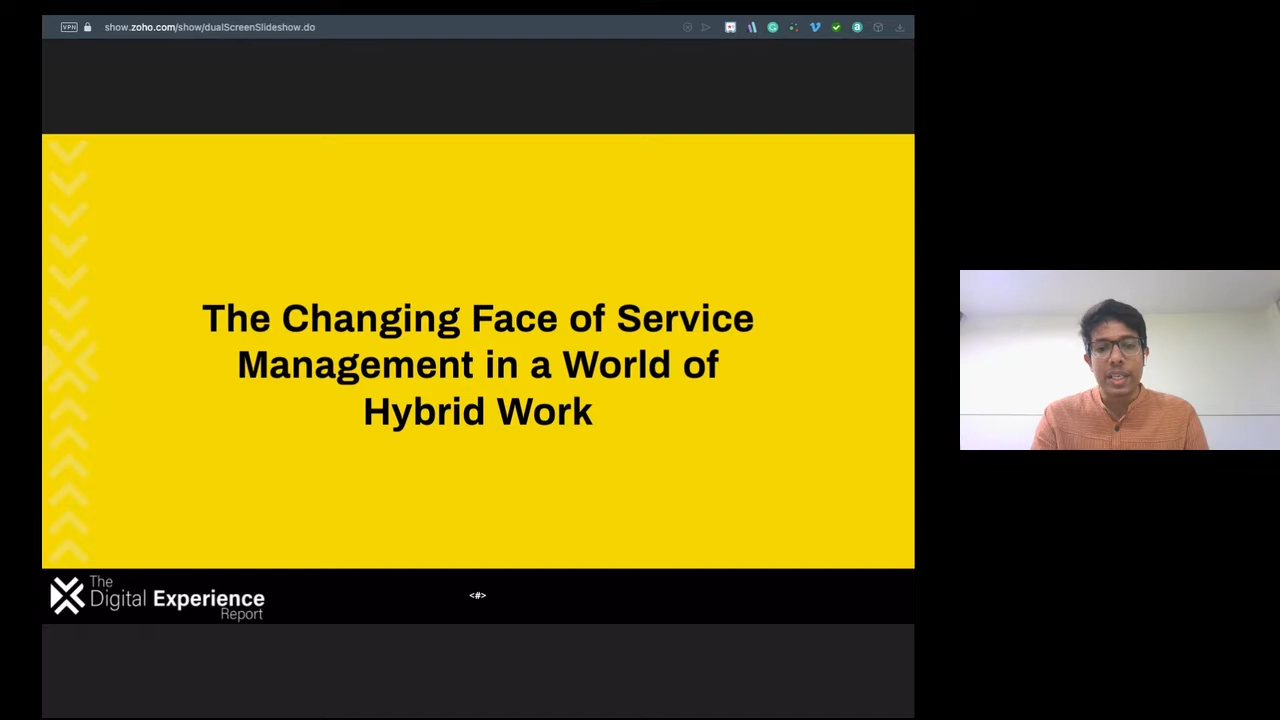 VPN
show.zoho.com/show/dualScreenSlideshow.do
The Changing Face of Service
Management in a World of
Hybrid Work
The
Digital Experience
Report
<#>